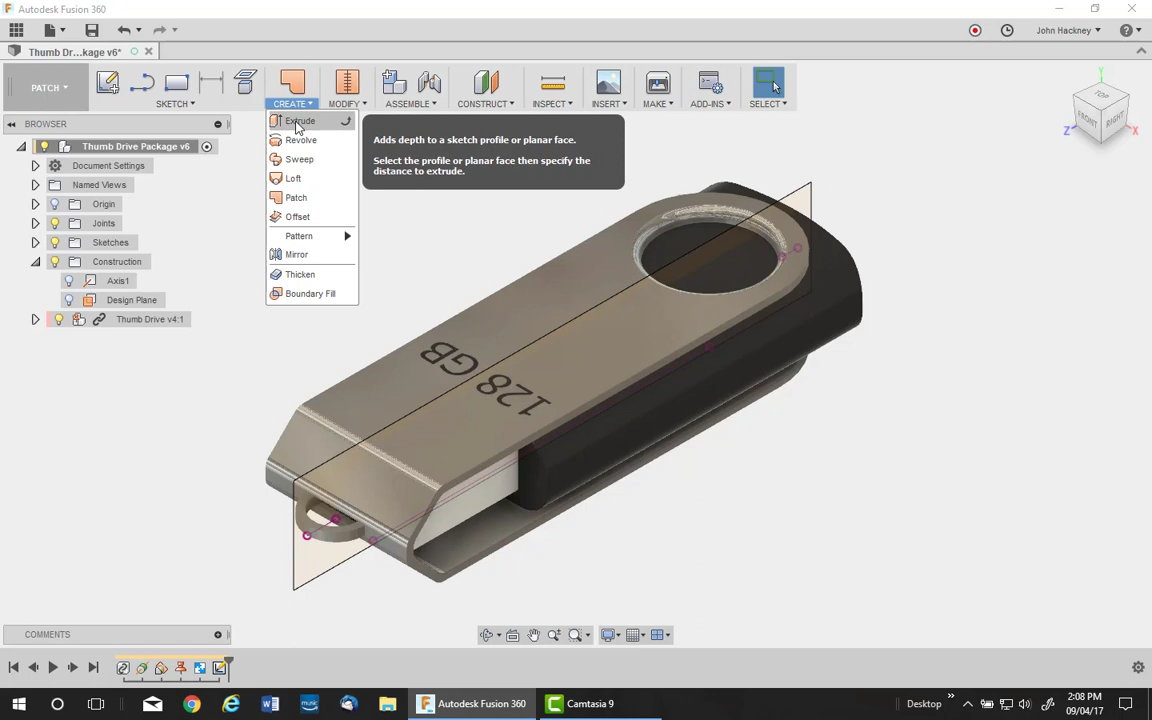 Autodesk Fusion 360
John Hackney
Thumb Dr...kage v6*
PATCH
SKETCH
CREATE
MODIFY
ASSEMBLE
CONSTRUCT
INSPECT
INSERT
MAKE
ADD-INS
SELECT
BROWSER
Thumb Drive Package v6
Document Settings
Named Views
Origin
Joints
Sketches
Construction
Axis1
Design Plane
Thumb Drive v4:1
Extrude
Revolve
Sweep
Loft
Patch
Offset
Pattern
Mirror
Thicken
Boundary Fill
Adds depth to a sketch profile or planar face.
Select the profile or planar face then specify the
distance to extrude.
TOP
FRONT
RIGHT
Y
Z
X
128 GB
COMMENTS
Autodesk Fusion 360
Camtasia 9
Desktop
2:08 PM
09/04/17